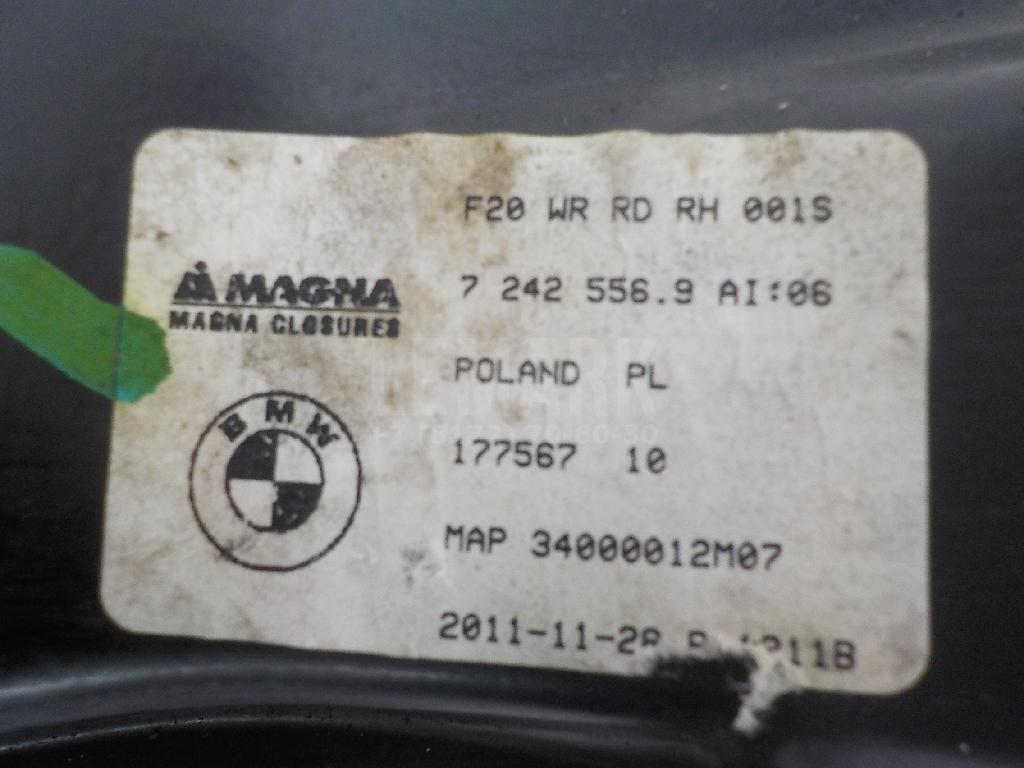 F20 WR RD RH 001S
MAGNA
MAGNA CLOSURES
7 242 556.9 AI:06
POLAND PL
BMW
177567 10
MAP 34000012M07
2011-11-28